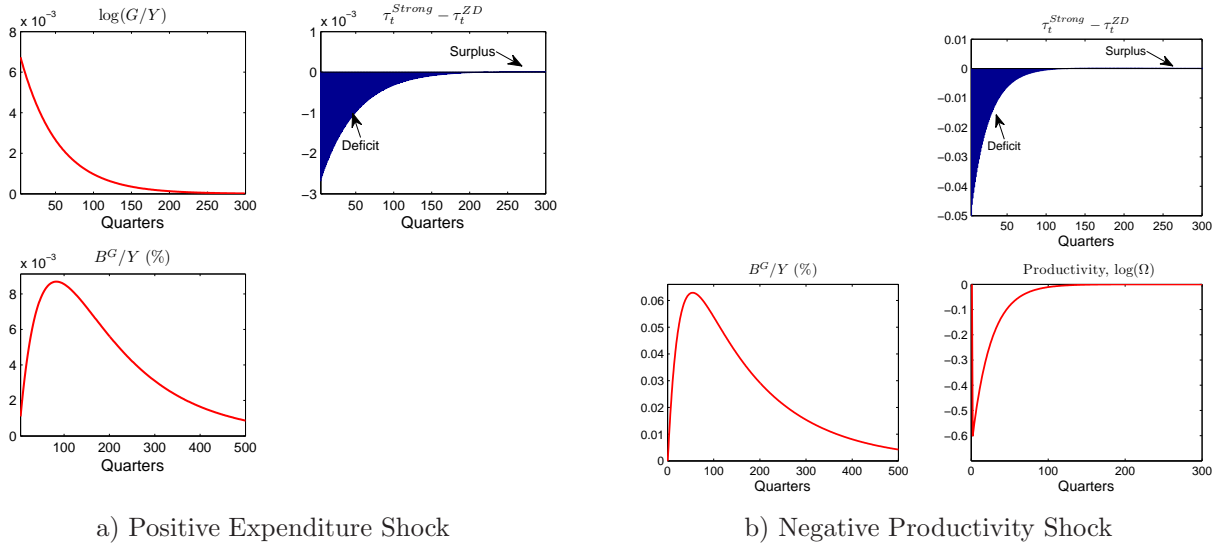 log(G/Y)
x 10⁻³
8
6
4
2
0
50 100 150 200 250 300
Quarters
τ_t^{Strong} − τ_t^{ZD}
x 10⁻³
1
0
−1
−2
−3
Surplus
Deficit
50 100 150 200 250 300
Quarters
B^G/Y (%)
x 10⁻³
8
6
4
2
0
100 200 300 400 500
Quarters
a) Positive Expenditure Shock
τ_t^{Strong} − τ_t^{ZD}
0.01
0
−0.01
−0.02
−0.03
−0.04
−0.05
Surplus
Deficit
50 100 150 200 250 300
Quarters
B^G/Y (%)
0.06
0.05
0.04
0.03
0.02
0.01
0
0 100 200 300 400 500
Quarters
Productivity, log(Ω)
0
−0.1
−0.2
−0.3
−0.4
−0.5
−0.6
0 100 200 300
Quarters
b) Negative Productivity Shock